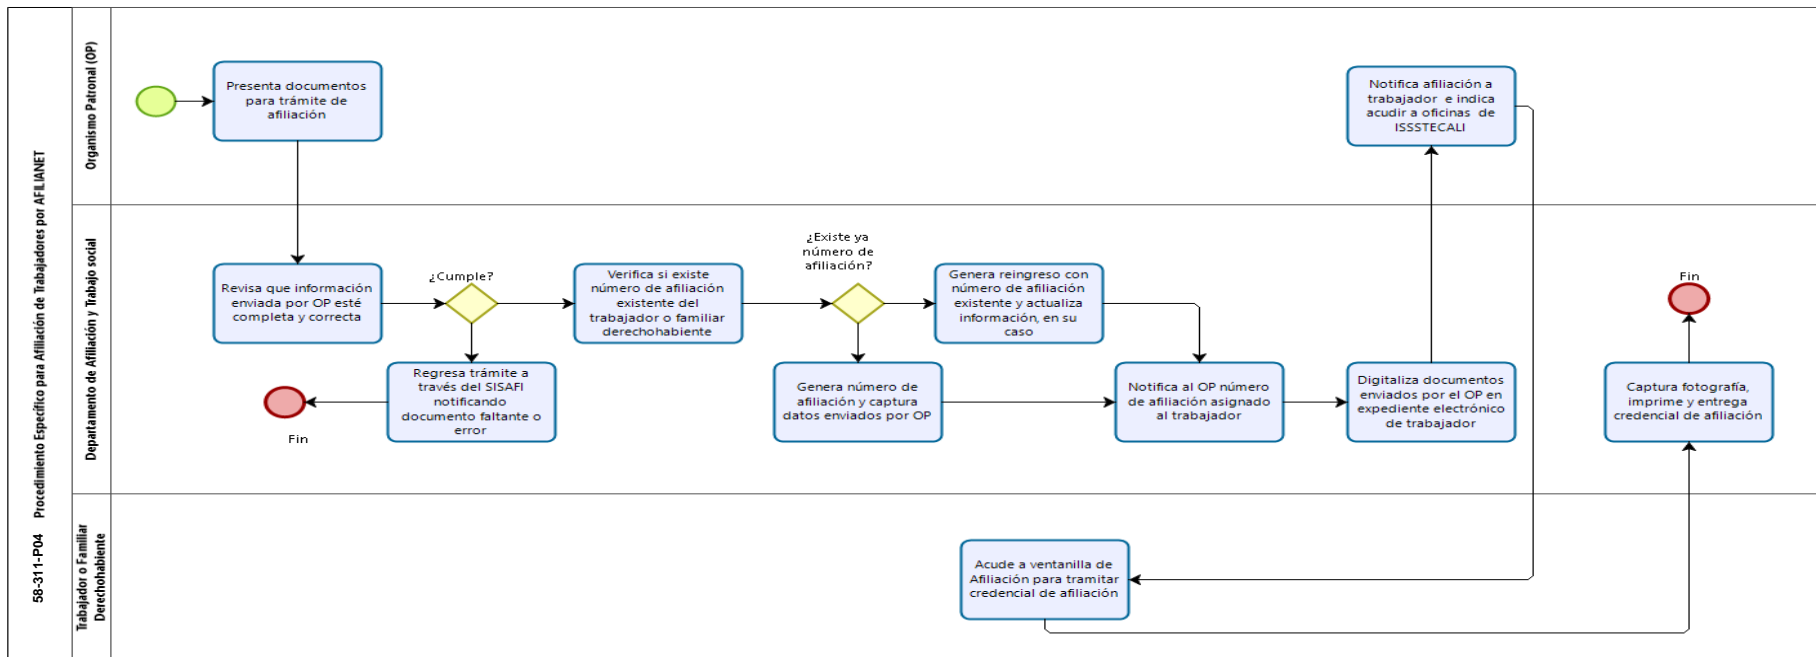 58-311-P04 Procedimiento Específico para Afiliación de Trabajadores por AFILIANET
Organismo Patronal (OP)
Presenta documentos
para trámite de
afiliación
Notifica afiliación a
trabajador e indica
acudir a oficinas de
ISSSTECALI
Departamento de Afiliación y Trabajo social
Revisa que información
enviada por OP esté
completa y correcta
¿Cumple?
Verifica si existe
número de afiliación
existente del
trabajador o familiar
derechohabiente
¿Existe ya
número de
afiliación?
Genera reingreso con
número de afiliación
existente y actualiza
información, en su
caso
Fin
Regresa trámite a
través del SISAFI
notificando
documento faltante o
error
Fin
Genera número de
afiliación y captura
datos enviados por OP
Notifica al OP número
de afiliación asignado
al trabajador
Digitaliza documentos
enviados por el OP en
expediente electrónico
de trabajador
Captura fotografía,
imprime y entrega
credencial de afiliación
Trabajador o Familiar
Derechohabiente
Acude a ventanilla de
Afiliación para tramitar
credencial de afiliación